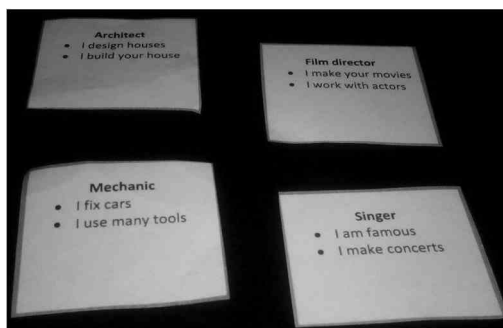 Architect
• I design houses
• I build your house
Film director
• I make your movies
• I work with actors
Mechanic
• I fix cars
• I use many tools
Singer
• I am famous
• I make concerts